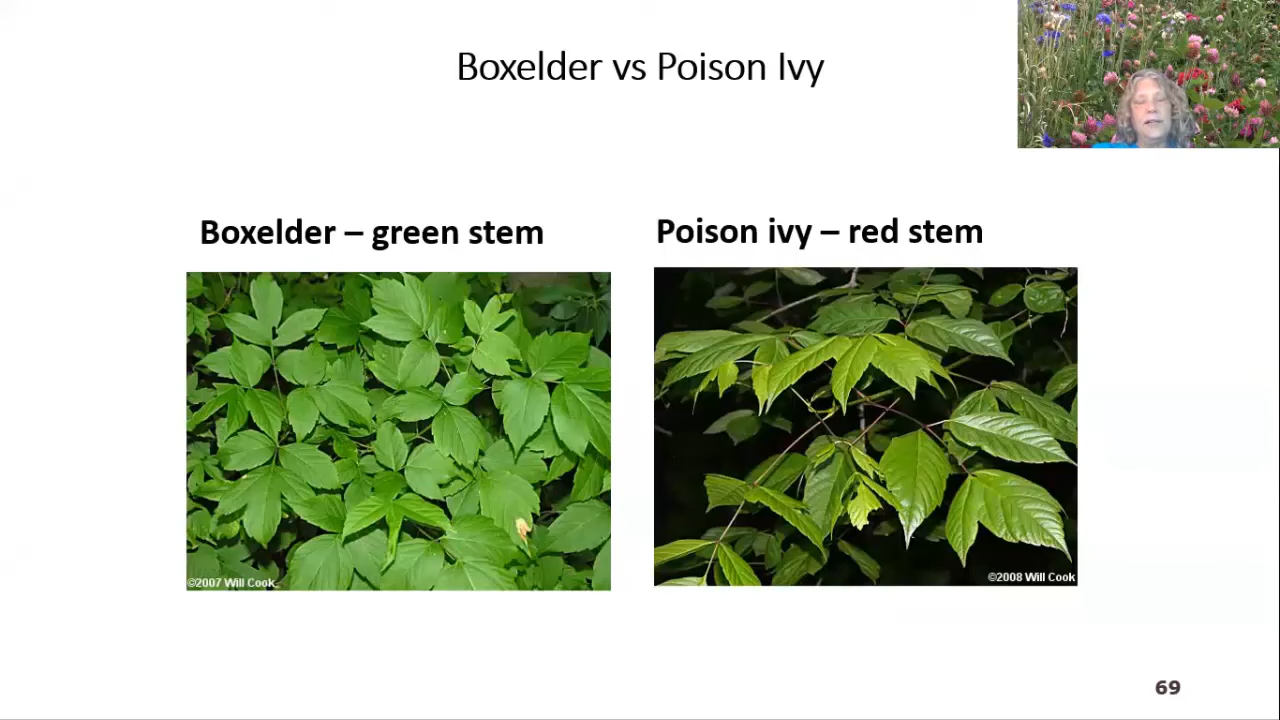 Boxelder vs Poison Ivy
Boxelder – green stem
Poison ivy – red stem
©2007 Will Cook
©2008 Will Cook
69